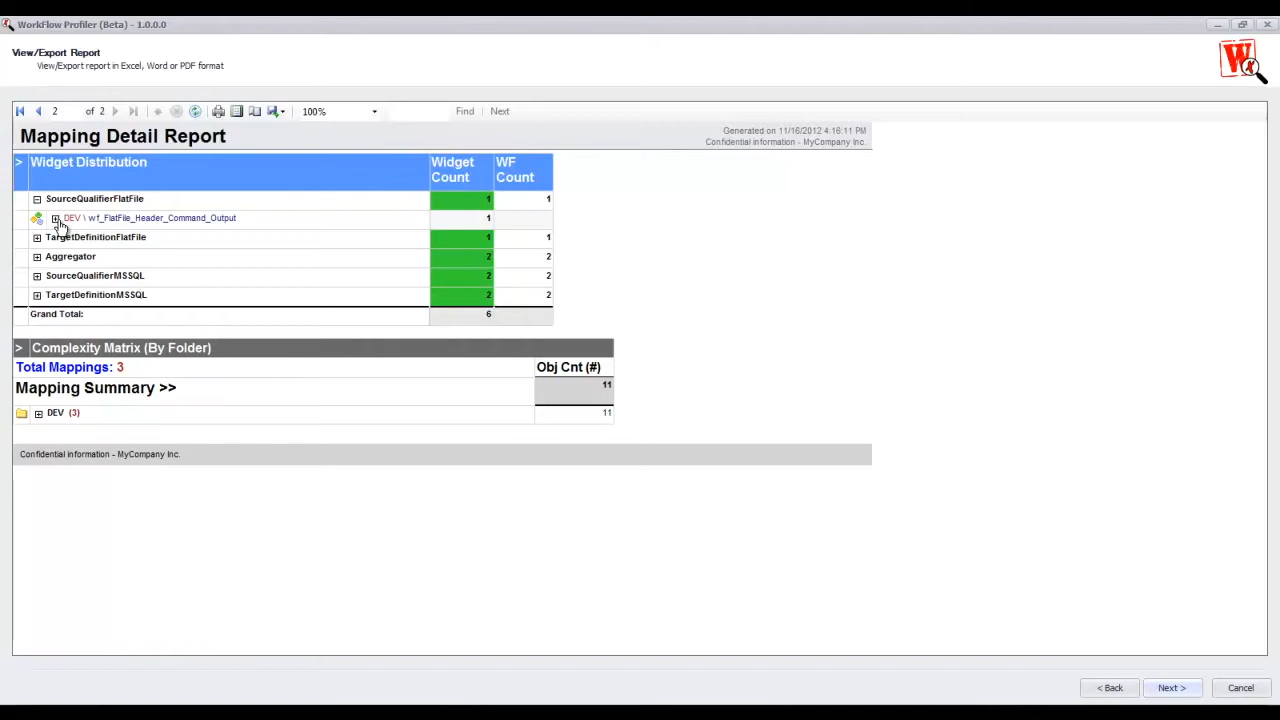 WorkFlow Profiler (Beta) - 1.0.0.0
View/Export Report
View/Export report in Excel, Word or PDF format
W
2 of 2 100% Find Next
Mapping Detail Report
Generated on 11/16/2012 4:16:11 PM
Confidential information - MyCompany Inc.
> Widget Distribution Widget Count WF Count
SourceQualifierFlatFile 1 1
DEV \ wf_FlatFile_Header_Command_Output 1
TargetDefinitionFlatFile 1 1
Aggregator 2 2
SourceQualifierMSSQL 2 2
TargetDefinitionMSSQL 2 2
Grand Total: 6
> Complexity Matrix (By Folder)
Total Mappings: 3 Obj Cnt (#)
Mapping Summary >> 11
DEV (3) 11
Confidential information - MyCompany Inc.
< Back Next > Cancel